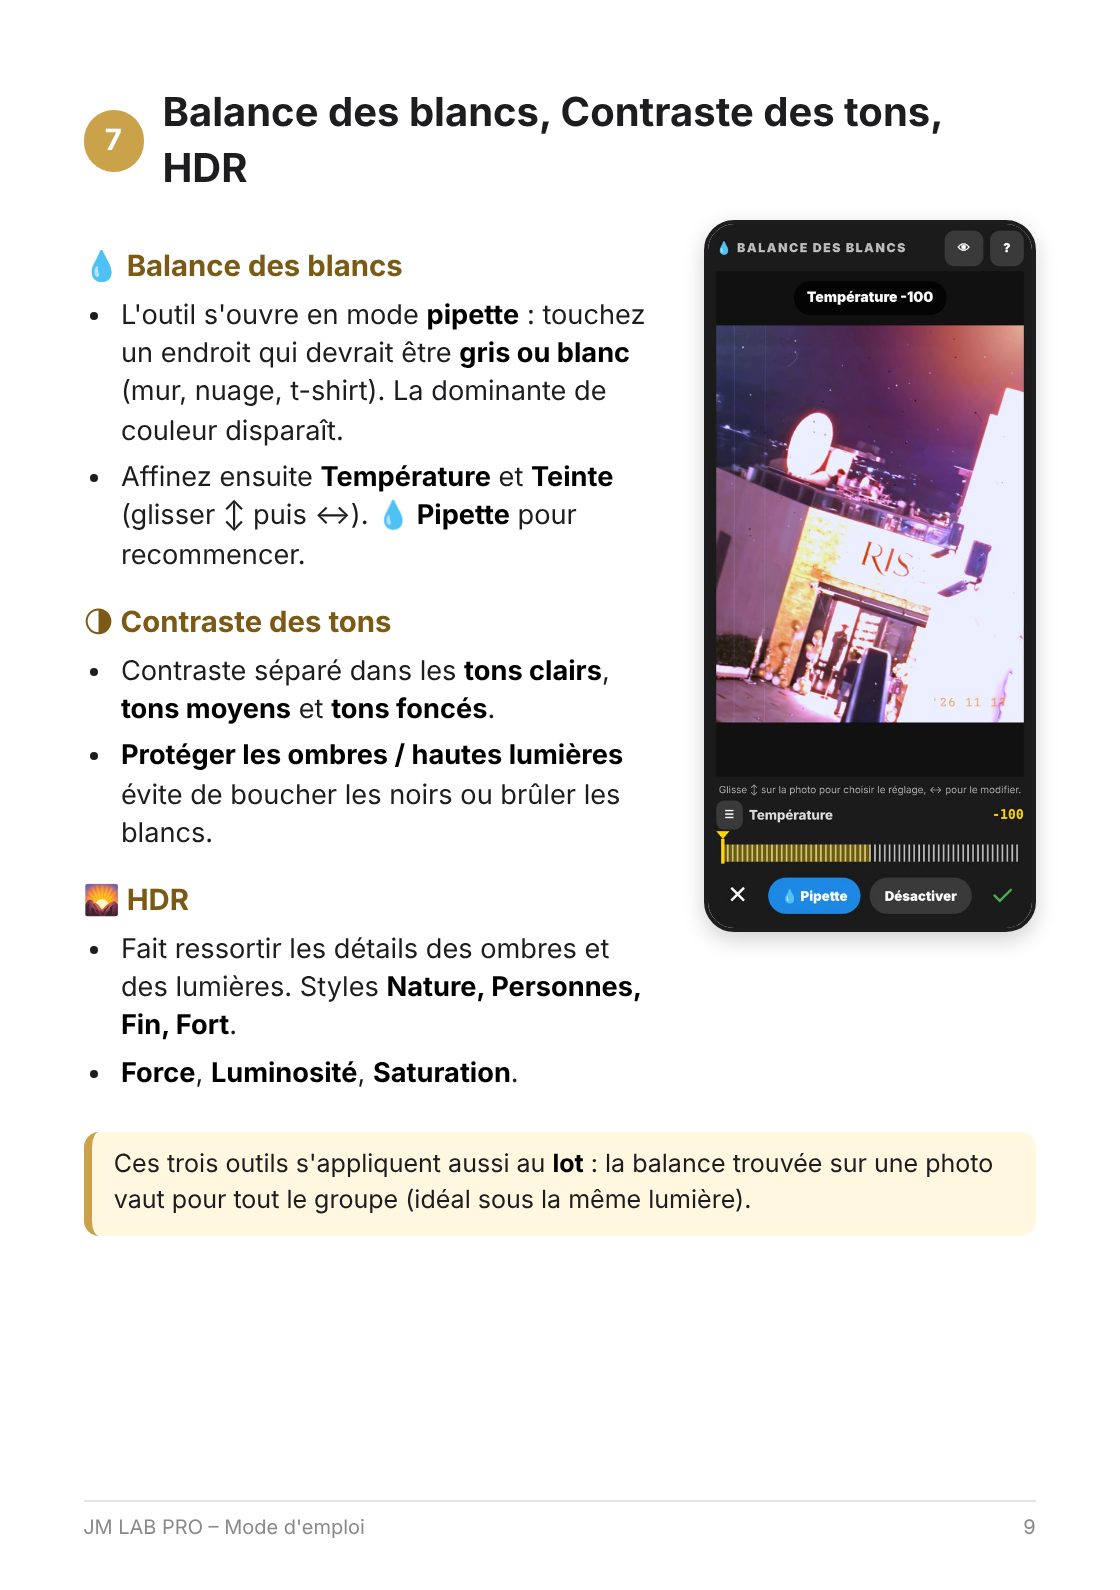 7
Balance des blancs, Contraste des tons,
HDR
💧 Balance des blancs
• L'outil s'ouvre en mode pipette : touchez
un endroit qui devrait être gris ou blanc
(mur, nuage, t-shirt). La dominante de
couleur disparaît.
• Affinez ensuite Température et Teinte
(glisser ↕ puis ↔). 💧 Pipette pour
recommencer.
◑ Contraste des tons
• Contraste séparé dans les tons clairs,
tons moyens et tons foncés.
• Protéger les ombres / hautes lumières
évite de boucher les noirs ou brûler les
blancs.
🌄 HDR
• Fait ressortir les détails des ombres et
des lumières. Styles Nature, Personnes,
Fin, Fort.
• Force, Luminosité, Saturation.
💧 BALANCE DES BLANCS
?
Température -100
RIS
'26 11 17
Glisse ↕ sur la photo pour choisir le réglage, ↔ pour le modifier.
☰ Température -100
✕ 💧 Pipette Désactiver ✓
Ces trois outils s'appliquent aussi au lot : la balance trouvée sur une photo
vaut pour tout le groupe (idéal sous la même lumière).
JM LAB PRO – Mode d'emploi 9